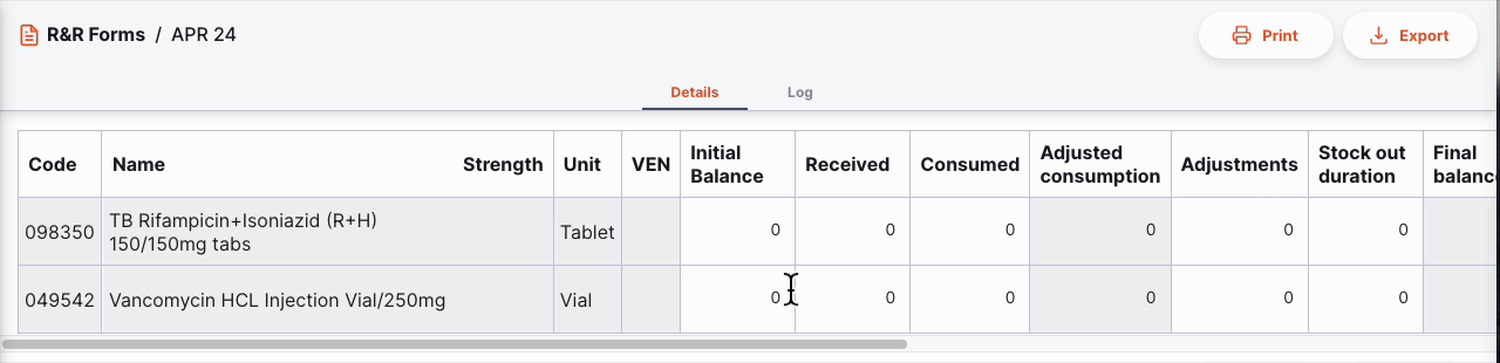 R&R Forms / APR 24
Print
Export
Details
Log
Code Name Strength Unit VEN Initial Balance Received Consumed Adjusted consumption Adjustments Stock out duration Final
098350 TB Rifampicin+Isoniazid (R+H) 150/150mg tabs Tablet 0 0 0 0 0 0
049542 Vancomycin HCL Injection Vial/250mg Vial 0 0 0 0 0 0